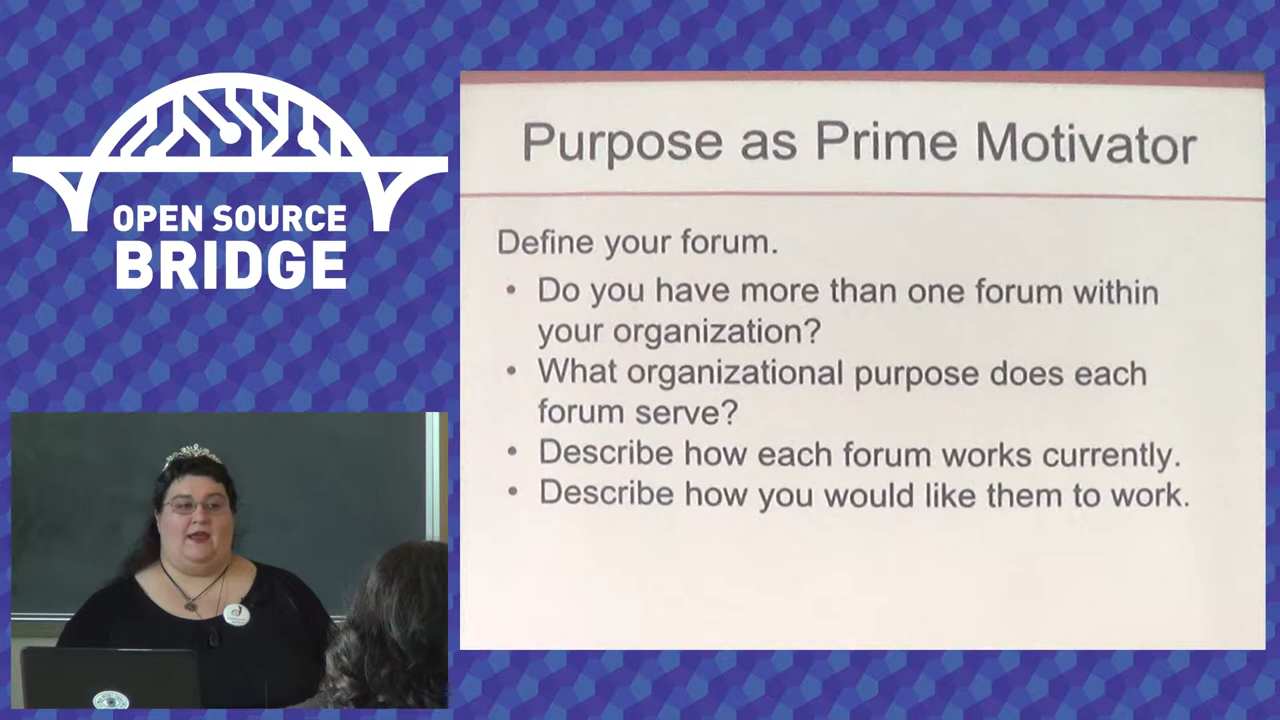 OPEN SOURCE
BRIDGE
Purpose as Prime Motivator
Define your forum.
• Do you have more than one forum within
your organization?
• What organizational purpose does each
forum serve?
• Describe how each forum works currently.
• Describe how you would like them to work.